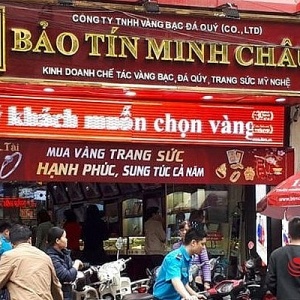 CÔNG TY TNHH VÀNG BẠC ĐÁ QUÝ (CO., LTD)
BẢO TÍN MINH CHÂU
KINH DOANH CHẾ TÁC VÀNG BẠC, ĐÁ QUÝ, TRANG SỨC MỸ NGHỆ
khách muốn chọn vàng
Tài
MUA VÀNG TRANG SỨC
HẠNH PHÚC, SUNG TÚC CẢ NĂM